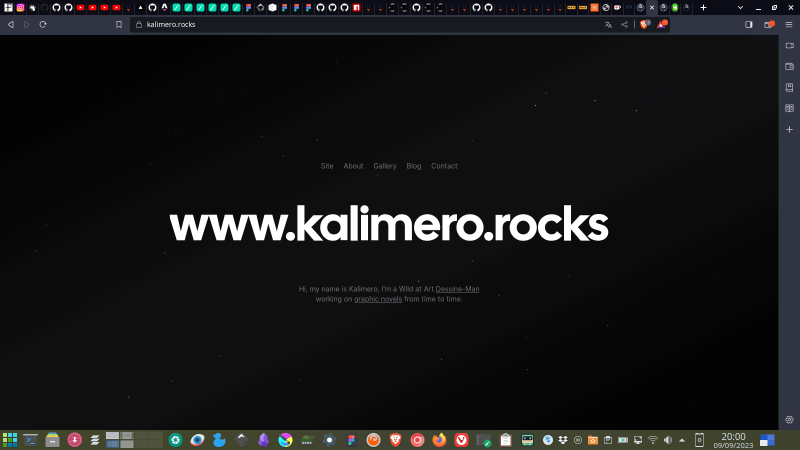 kalimero.rocks
Site About Gallery Blog Contact
www.kalimero.rocks
Hi, my name is Kalimero, I'm a Wild at Art Dessine-Man
working on graphic novels from time to time.
20:00
09/09/2023